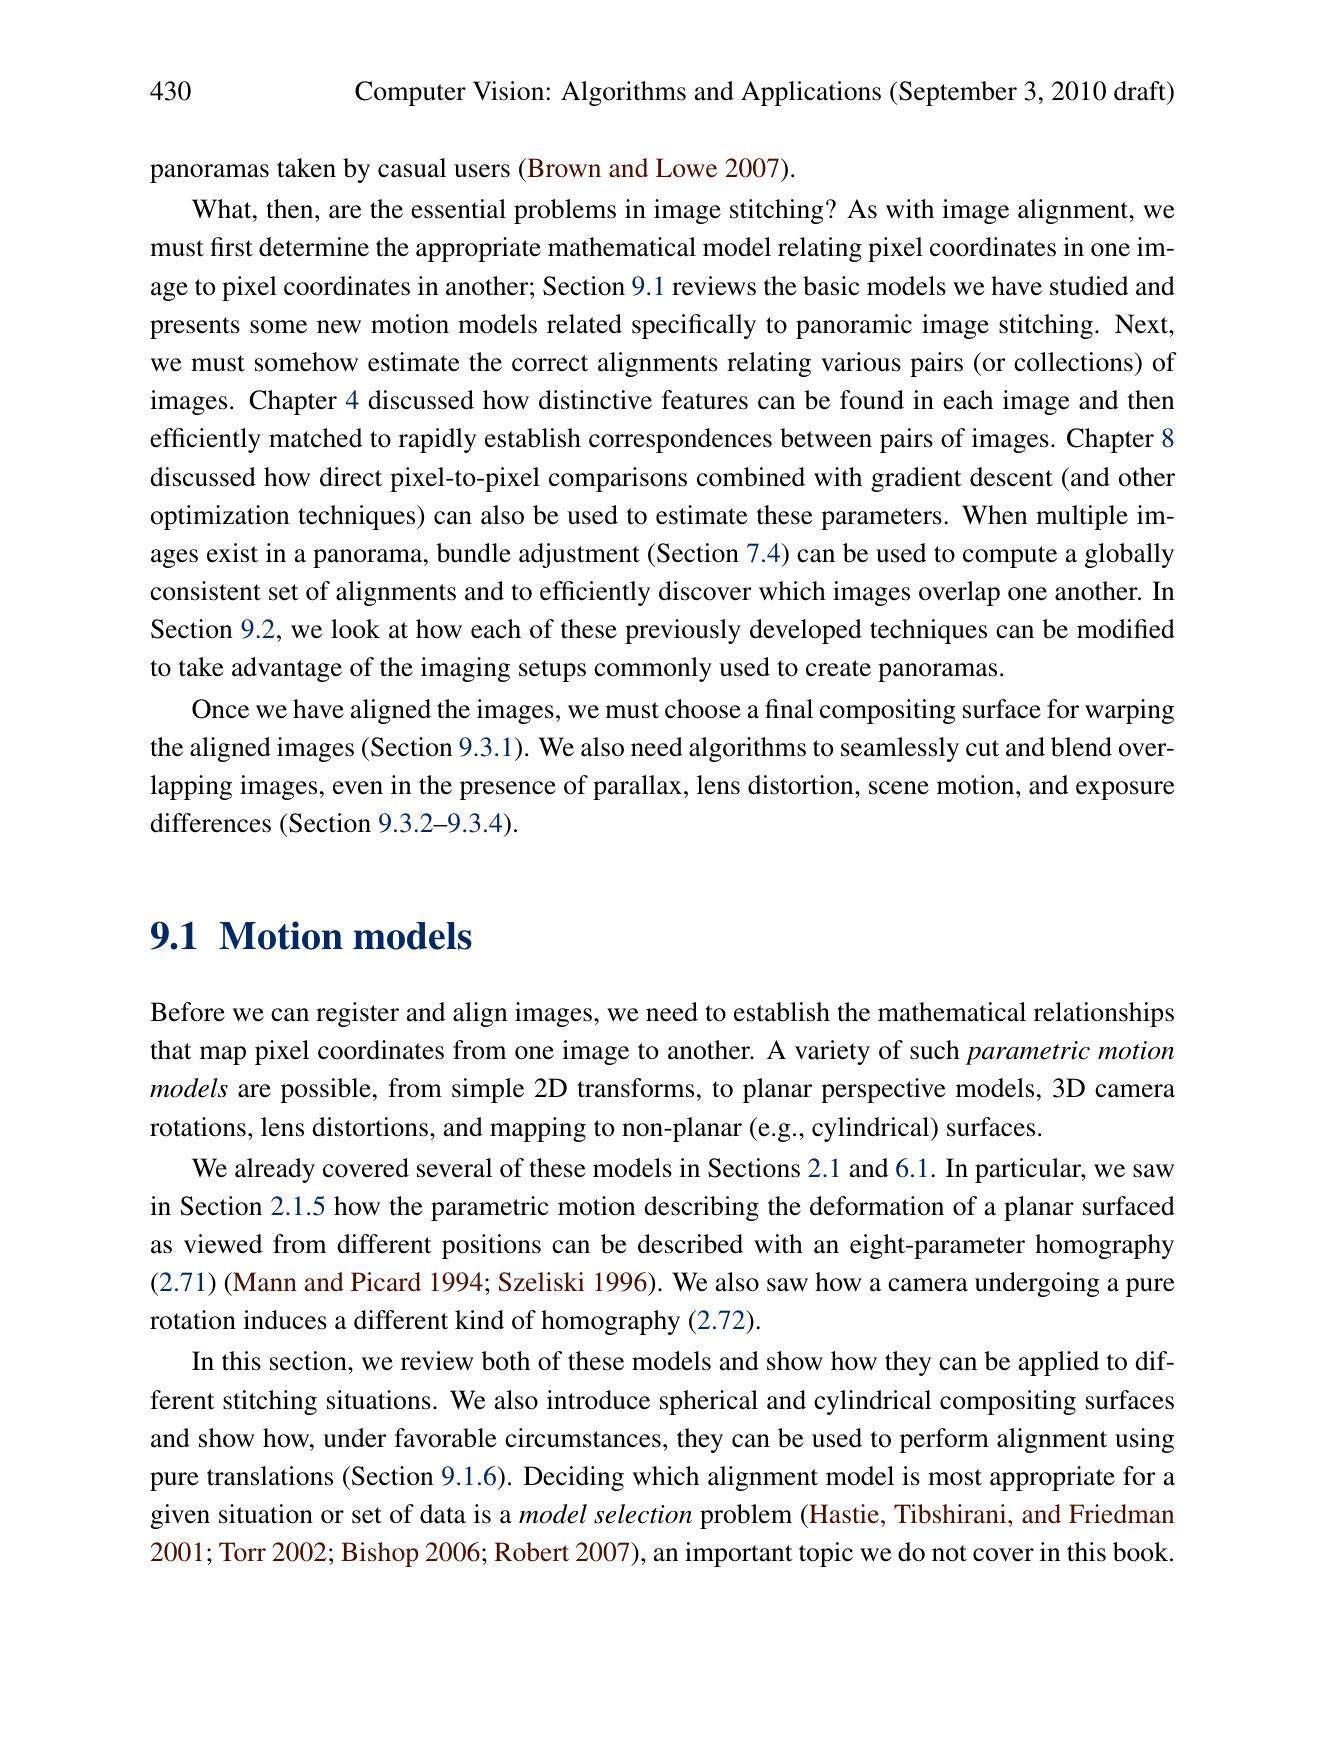 430 Computer Vision: Algorithms and Applications (September 3, 2010 draft)
panoramas taken by casual users (Brown and Lowe 2007).
What, then, are the essential problems in image stitching? As with image alignment, we
must first determine the appropriate mathematical model relating pixel coordinates in one im-
age to pixel coordinates in another; Section 9.1 reviews the basic models we have studied and
presents some new motion models related specifically to panoramic image stitching. Next,
we must somehow estimate the correct alignments relating various pairs (or collections) of
images. Chapter 4 discussed how distinctive features can be found in each image and then
efficiently matched to rapidly establish correspondences between pairs of images. Chapter 8
discussed how direct pixel-to-pixel comparisons combined with gradient descent (and other
optimization techniques) can also be used to estimate these parameters. When multiple im-
ages exist in a panorama, bundle adjustment (Section 7.4) can be used to compute a globally
consistent set of alignments and to efficiently discover which images overlap one another. In
Section 9.2, we look at how each of these previously developed techniques can be modified
to take advantage of the imaging setups commonly used to create panoramas.
Once we have aligned the images, we must choose a final compositing surface for warping
the aligned images (Section 9.3.1). We also need algorithms to seamlessly cut and blend over-
lapping images, even in the presence of parallax, lens distortion, scene motion, and exposure
differences (Section 9.3.2–9.3.4).
9.1 Motion models
Before we can register and align images, we need to establish the mathematical relationships
that map pixel coordinates from one image to another. A variety of such parametric motion
models are possible, from simple 2D transforms, to planar perspective models, 3D camera
rotations, lens distortions, and mapping to non-planar (e.g., cylindrical) surfaces.
We already covered several of these models in Sections 2.1 and 6.1. In particular, we saw
in Section 2.1.5 how the parametric motion describing the deformation of a planar surfaced
as viewed from different positions can be described with an eight-parameter homography
(2.71) (Mann and Picard 1994; Szeliski 1996). We also saw how a camera undergoing a pure
rotation induces a different kind of homography (2.72).
In this section, we review both of these models and show how they can be applied to dif-
ferent stitching situations. We also introduce spherical and cylindrical compositing surfaces
and show how, under favorable circumstances, they can be used to perform alignment using
pure translations (Section 9.1.6). Deciding which alignment model is most appropriate for a
given situation or set of data is a model selection problem (Hastie, Tibshirani, and Friedman
2001; Torr 2002; Bishop 2006; Robert 2007), an important topic we do not cover in this book.